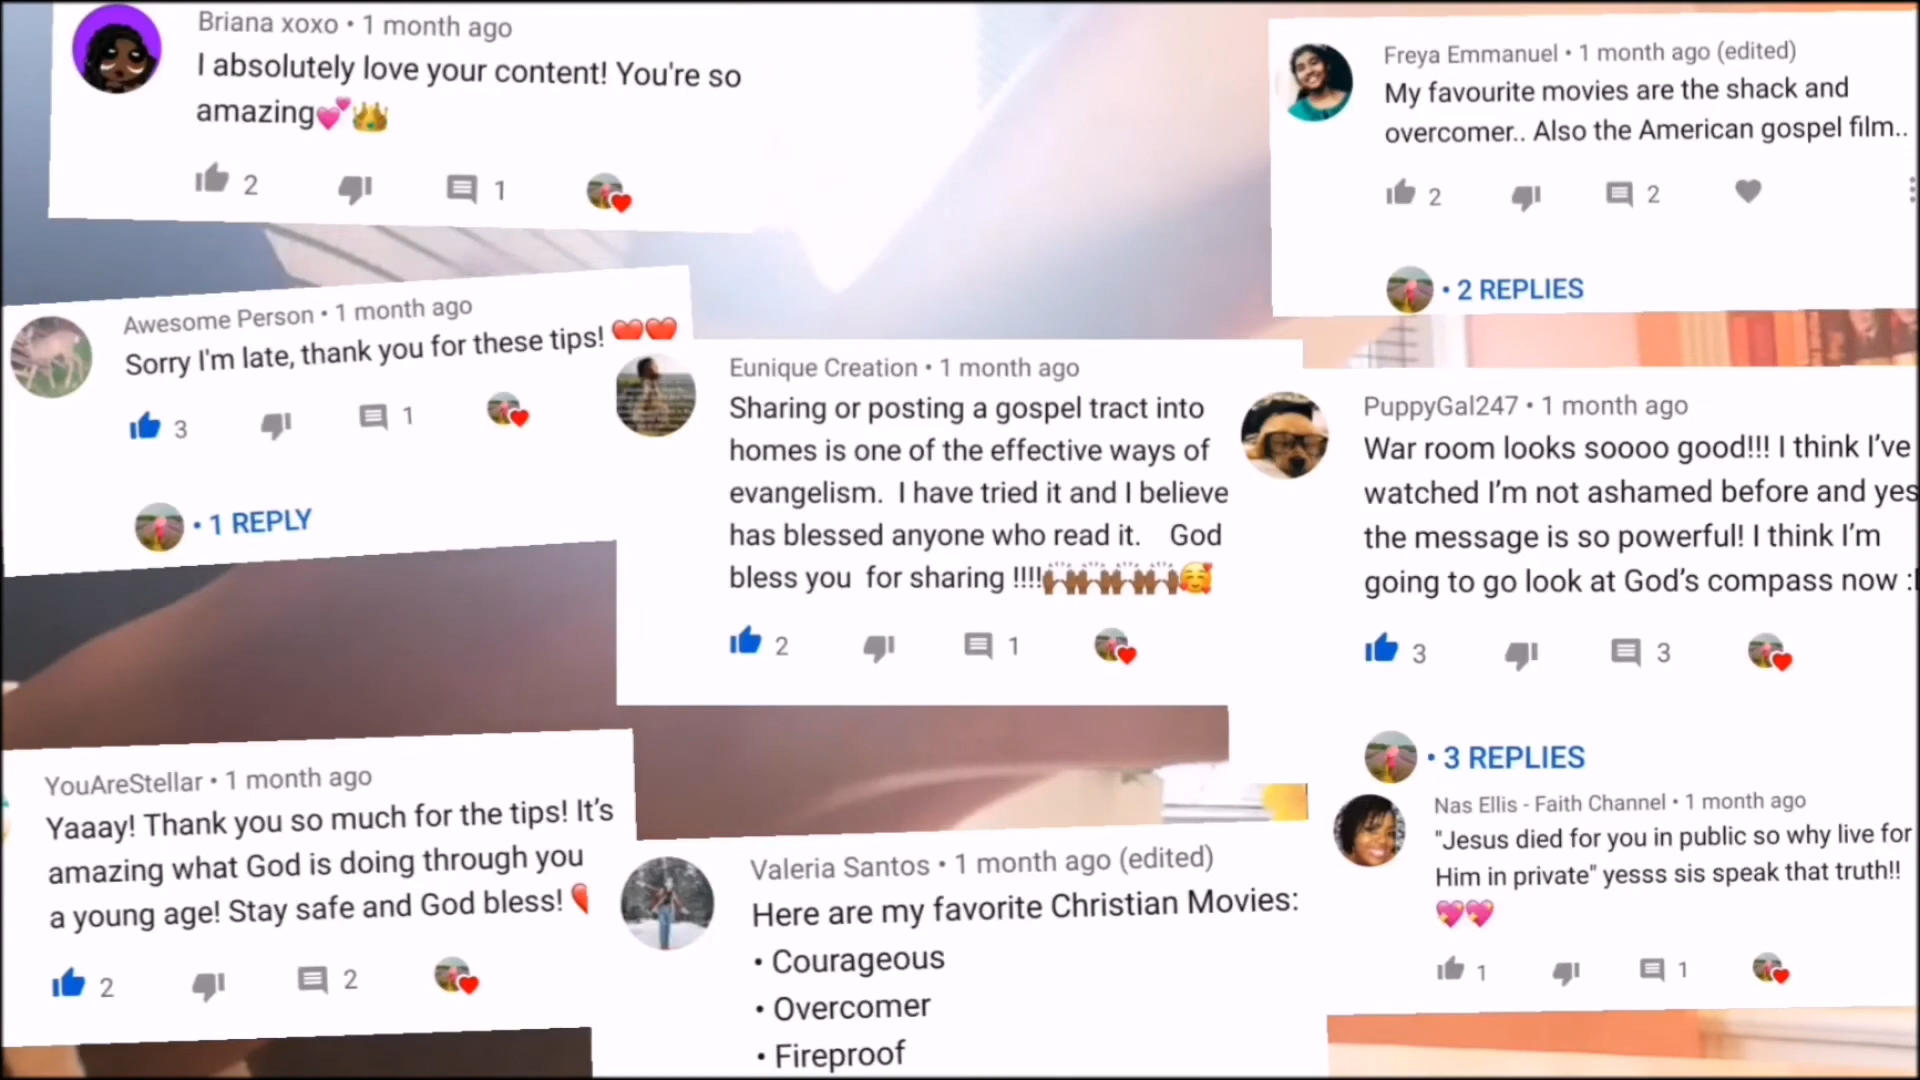 Briana xoxo • 1 month ago
I absolutely love your content! You're so
amazing💕👑
2
1
Freya Emmanuel • 1 month ago (edited)
My favourite movies are the shack and
overcomer.. Also the American gospel film..
2
2
• 2 REPLIES
Awesome Person • 1 month ago
Sorry I'm late, thank you for these tips! ❤️❤️
3
1
• 1 REPLY
Eunique Creation • 1 month ago
Sharing or posting a gospel tract into
homes is one of the effective ways of
evangelism. I have tried it and I believe
has blessed anyone who read it. God
bless you for sharing !!!!🙌🏾🙌🏾🙌🏾🥰
2
1
PuppyGal247 • 1 month ago
War room looks soooo good!!! I think I’ve
watched I’m not ashamed before and yes
the message is so powerful! I think I’m
going to go look at God’s compass now
3
3
• 3 REPLIES
YouAreStellar • 1 month ago
Yaaay! Thank you so much for the tips! It’s
amazing what God is doing through you
a young age! Stay safe and God bless! ❤️
2
2
Valeria Santos • 1 month ago (edited)
Here are my favorite Christian Movies:
• Courageous
• Overcomer
• Fireproof
Nas Ellis - Faith Channel • 1 month ago
"Jesus died for you in public so why live for
Him in private" yesss sis speak that truth!!
💖💖
1
1